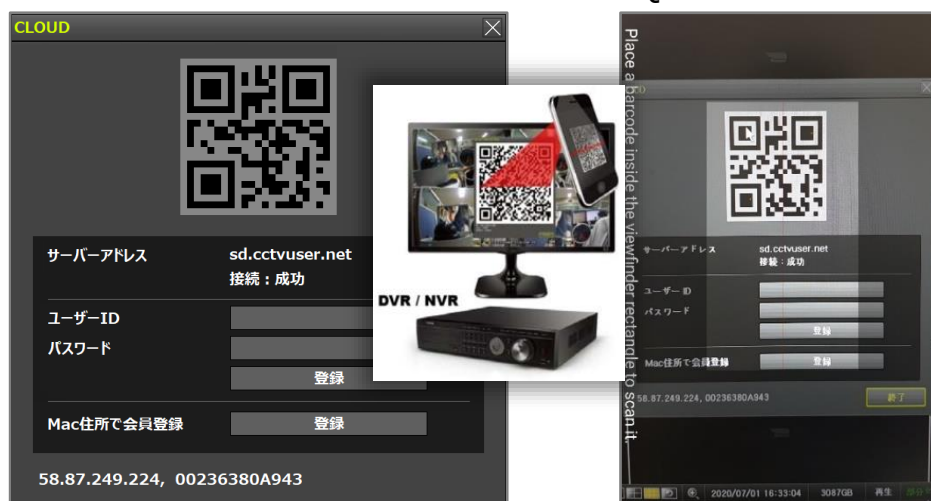 CLOUD
サーバーアドレス
sd.cctvuser.net
接続：成功
ユーザーID
パスワード
登録
Mac住所で会員登録
登録
58.87.249.224, 00236380A943
DVR / NVR
Place a barcode inside the viewfinder rectangle to scan it.
サーバーアドレス
sd.cctvuser.net
接続：成功
ユーザーID
パスワード
登録
Mac住所で会員登録
登録
58.87.249.224, 00236380A943
終了
2020/07/01 16:33:04
3087GB
再生